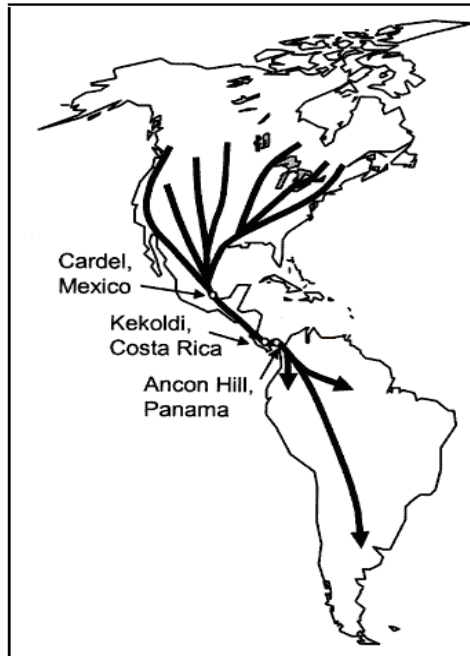 Cardel,
Mexico
Kekoldi,
Costa Rica
Ancon Hill,
Panama